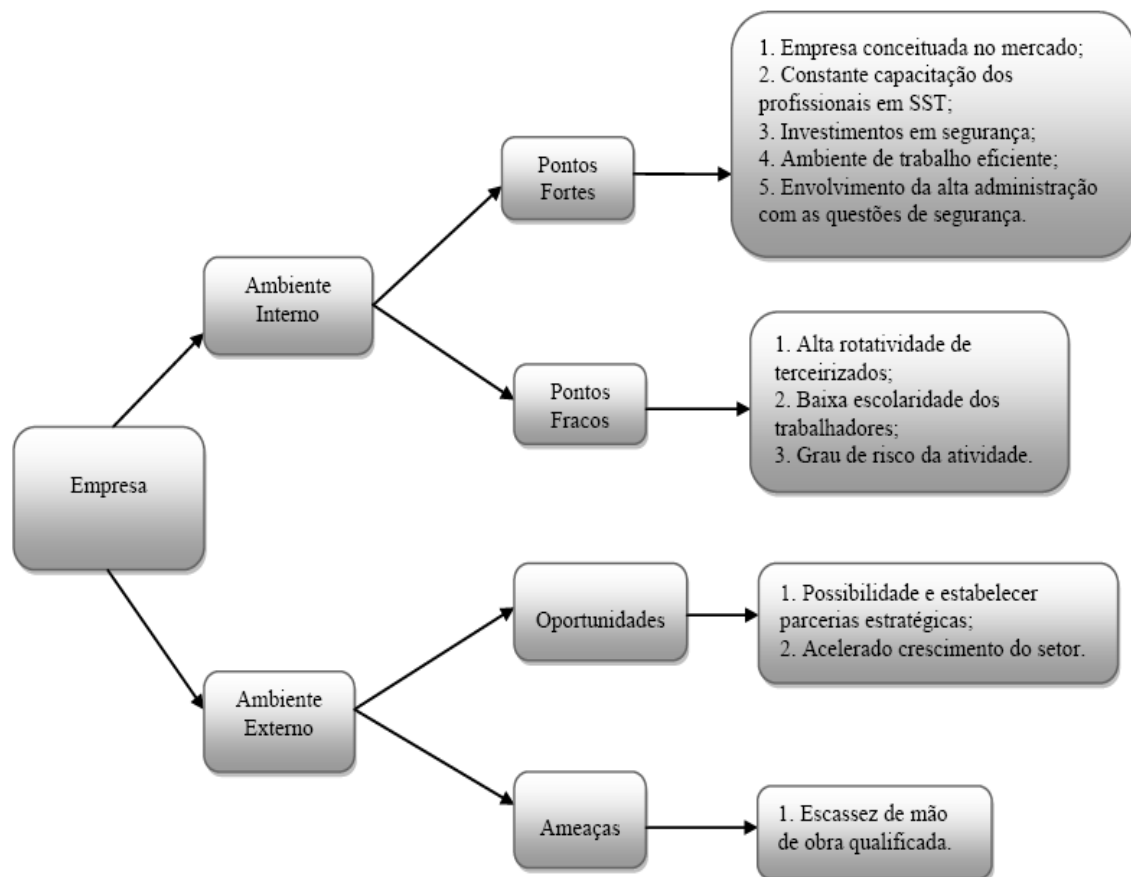 Empresa
Ambiente
Interno
Pontos
Fortes
1. Empresa conceituada no mercado;
2. Constante capacitação dos
profissionais em SST;
3. Investimentos em segurança;
4. Ambiente de trabalho eficiente;
5. Envolvimento da alta administração
com as questões de segurança.
Pontos
Fracos
1. Alta rotatividade de
terceirizados;
2. Baixa escolaridade dos
trabalhadores;
3. Grau de risco da atividade.
Ambiente
Externo
Oportunidades
1. Possibilidade e estabelecer
parcerias estratégicas;
2. Acelerado crescimento do setor.
Ameaças
1. Escassez de mão
de obra qualificada.